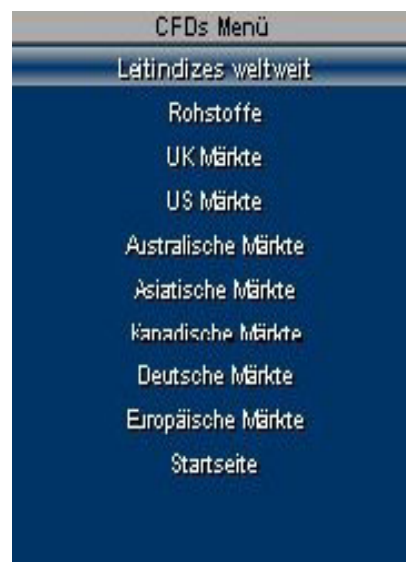 CFDs Menü
Leitindizes weltweit
Rohstoffe
UK Märkte
US Märkte
Australische Märkte
Asiatische Märkte
Kanadische Märkte
Deutsche Märkte
Europäische Märkte
Startseite